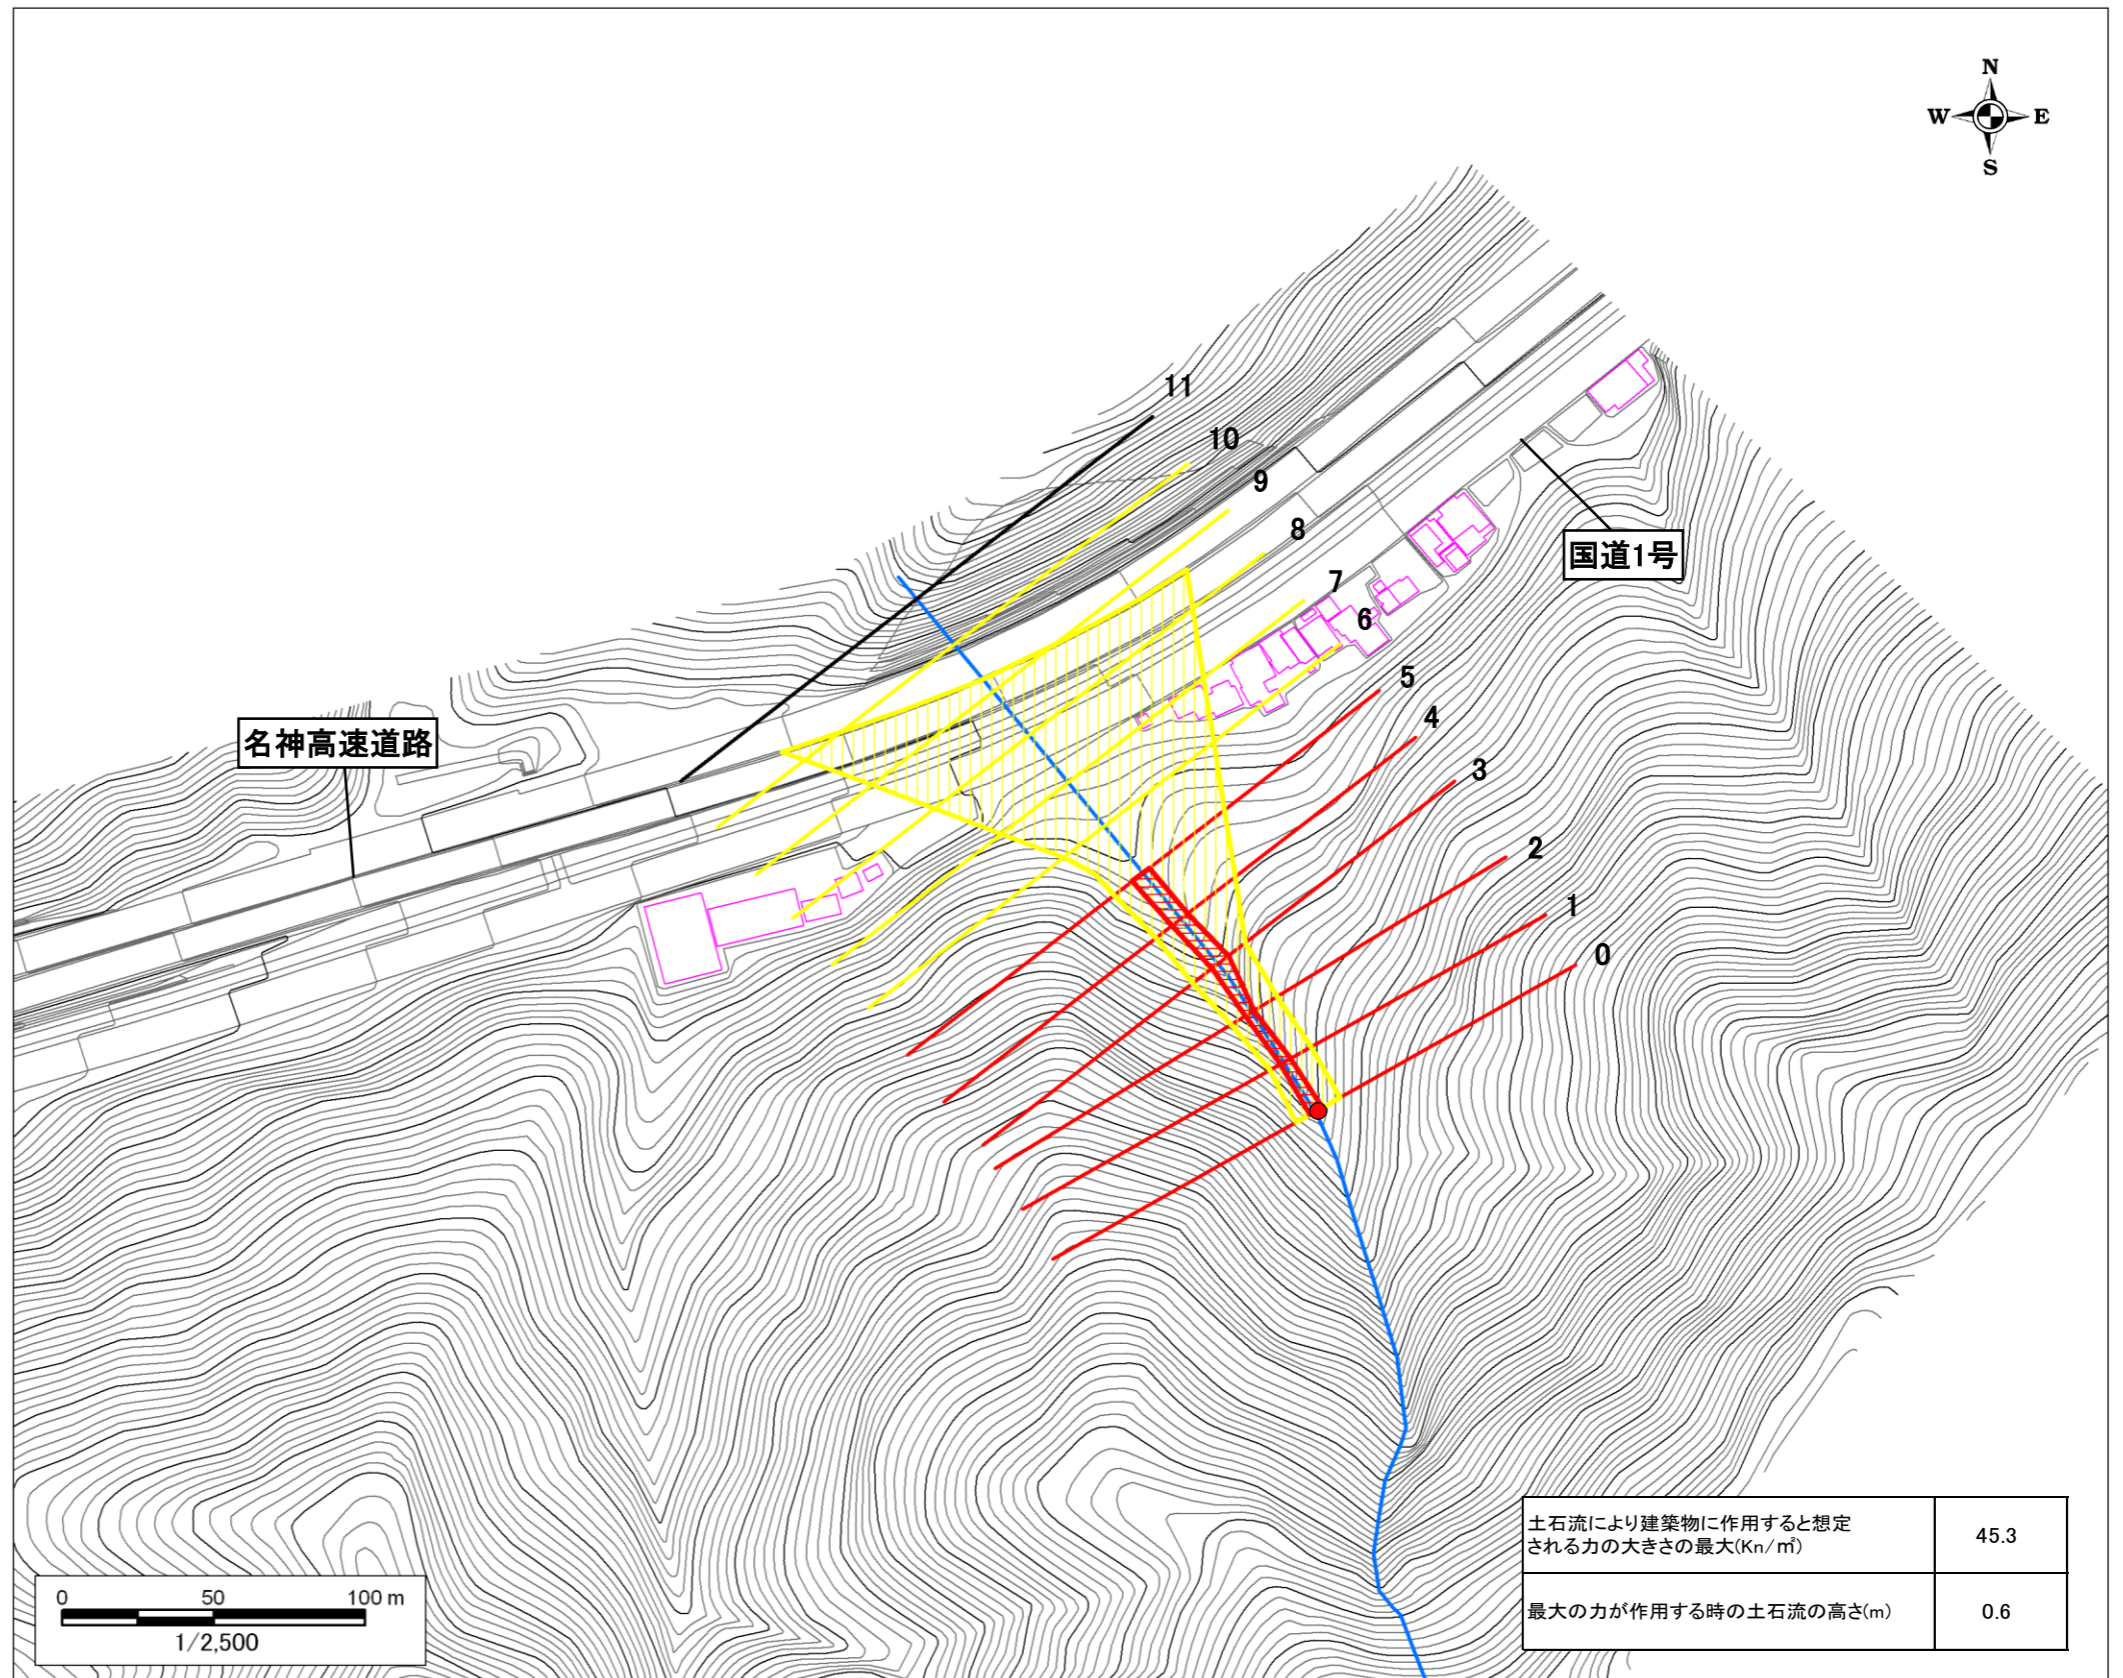 N
W E
S
11
10
9
8
7
6
5
4
3
2
1
0
国道1号
名神高速道路
土石流により建築物に作用すると想定
される力の大きさの最大(Kn/㎡)
45.3
最大の力が作用する時の土石流の高さ(m)
0.6
0 50 100 m
1/2,500